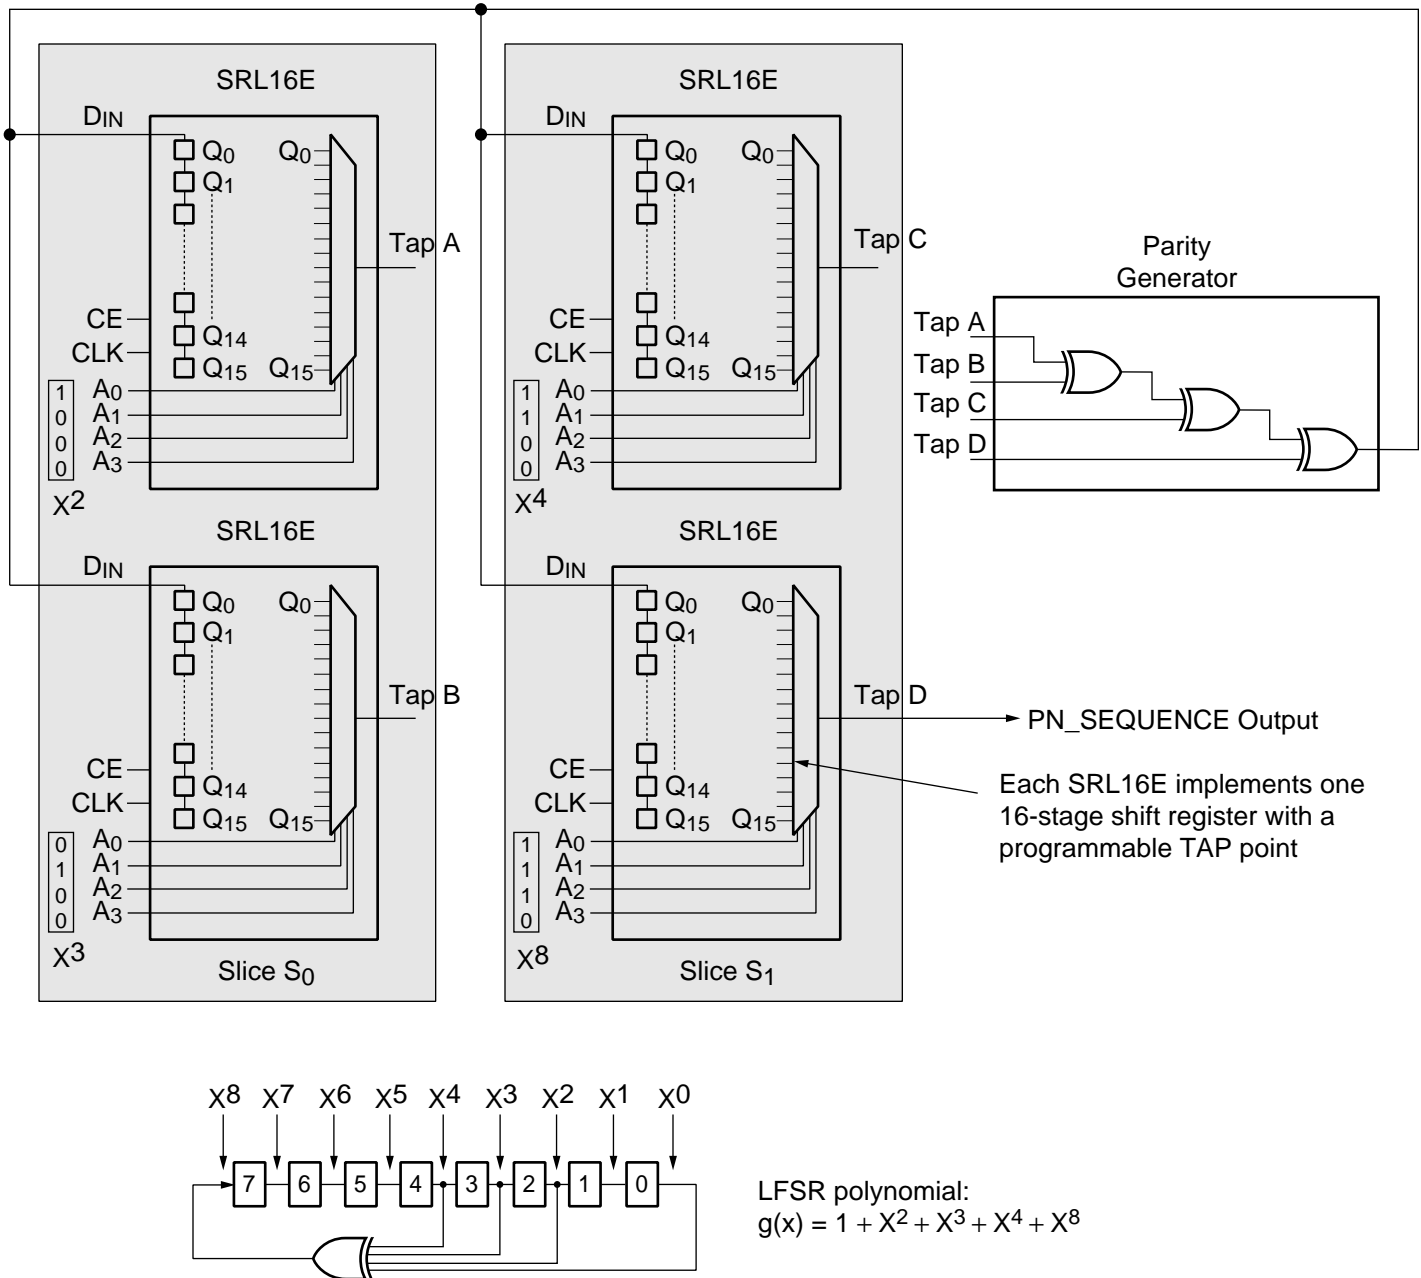 SRL16E
DIN
Q0
Q1
Q14
Q15
Q0
Q15
Tap A
CE
CLK
1 A0
0 A1
0 A2
0 A3
X2
SRL16E
DIN
Q0
Q1
Q14
Q15
Q0
Q15
Tap B
CE
CLK
0 A0
1 A1
0 A2
0 A3
X3
Slice S0
SRL16E
DIN
Q0
Q1
Q14
Q15
Q0
Q15
Tap C
CE
CLK
1 A0
1 A1
0 A2
0 A3
X4
SRL16E
DIN
Q0
Q1
Q14
Q15
Q0
Q15
Tap D
CE
CLK
1 A0
1 A1
1 A2
0 A3
X8
Slice S1
Parity
Generator
Tap A
Tap B
Tap C
Tap D
PN_SEQUENCE Output
Each SRL16E implements one
16-stage shift register with a
programmable TAP point
X8 X7 X6 X5 X4 X3 X2 X1 X0
7 6 5 4 3 2 1 0
LFSR polynomial:
g(x) = 1 + X2 + X3 + X4 + X8